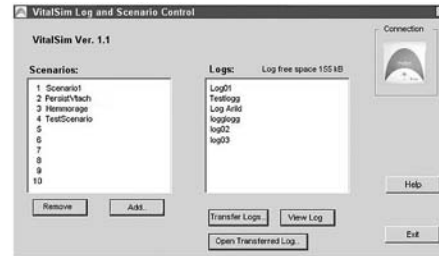 VitalSim Log and Scenario Control
VitalSim Ver. 1.1
Connection
Scenarios:
Logs:
Log free space 155 kB
1 Scenario1
2 PersistVtach
3 Hemmorage
4 TestScenario
5
6
7
8
9
10
Log01
Testlogg
Log Arild
logglogg
log02
log03
Remove
Add...
Transfer Logs...
View Log
Open Transferred Log...
Help
Exit